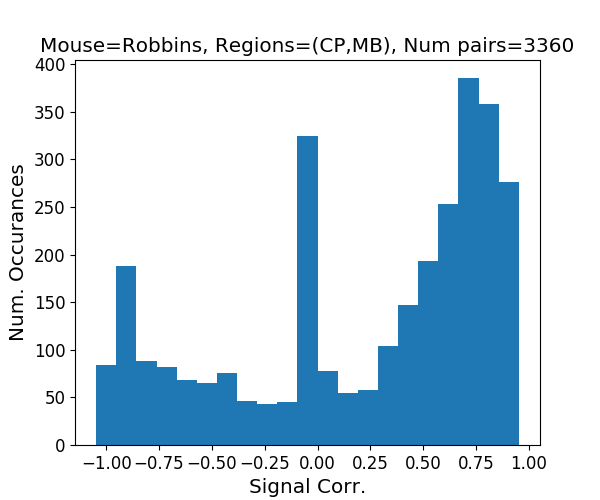 Mouse=Robbins, Regions=(CP,MB), Num pairs=3360
400
350
300
250
200
150
100
50
0
Num. Occurances
−1.00 −0.75 −0.50 −0.25 0.00 0.25 0.50 0.75 1.00
Signal Corr.